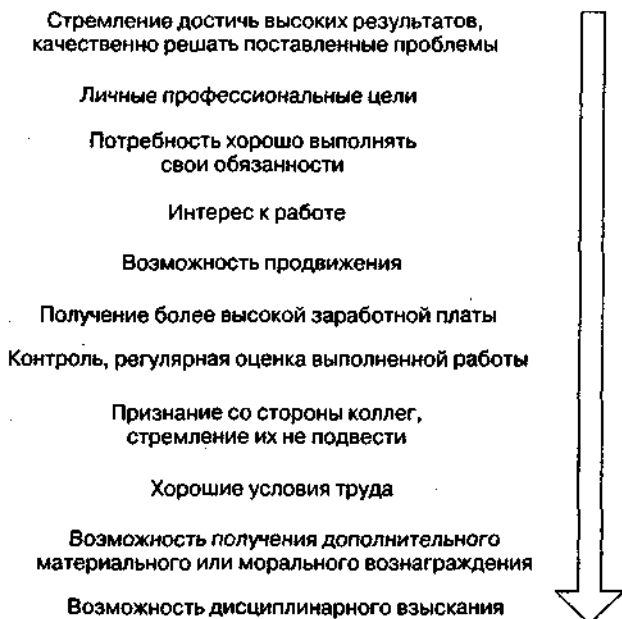 Стремление достичь высоких результатов,
качественно решать поставленные проблемы
Личные профессиональные цели
Потребность хорошо выполнять
свои обязанности
Интерес к работе
Возможность продвижения
Получение более высокой заработной платы
Контроль, регулярная оценка выполненной работы
Признание со стороны коллег,
стремление их не подвести
Хорошие условия труда
Возможность получения дополнительного
материального или морального вознаграждения
Возможность дисциплинарного взыскания